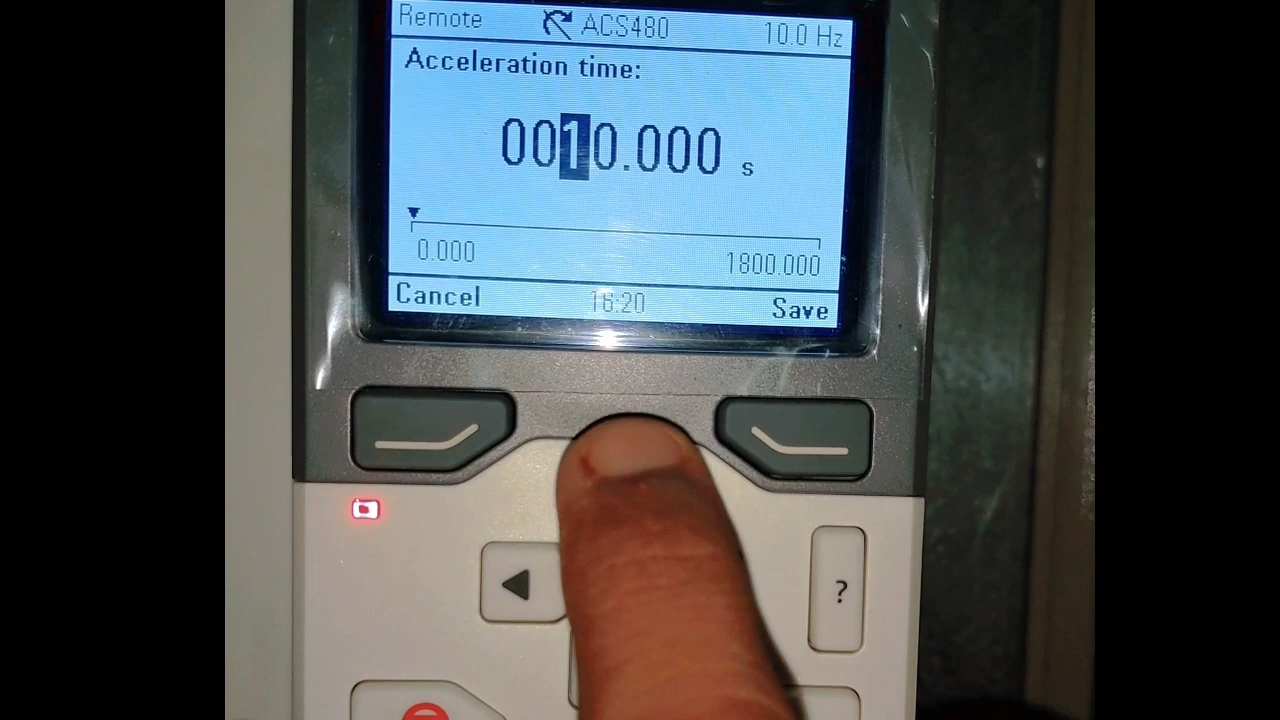 Remote ACS480 10.0 Hz
Acceleration time:
0010.000 s
0.000 1800.000
Cancel 16:20 Save
?